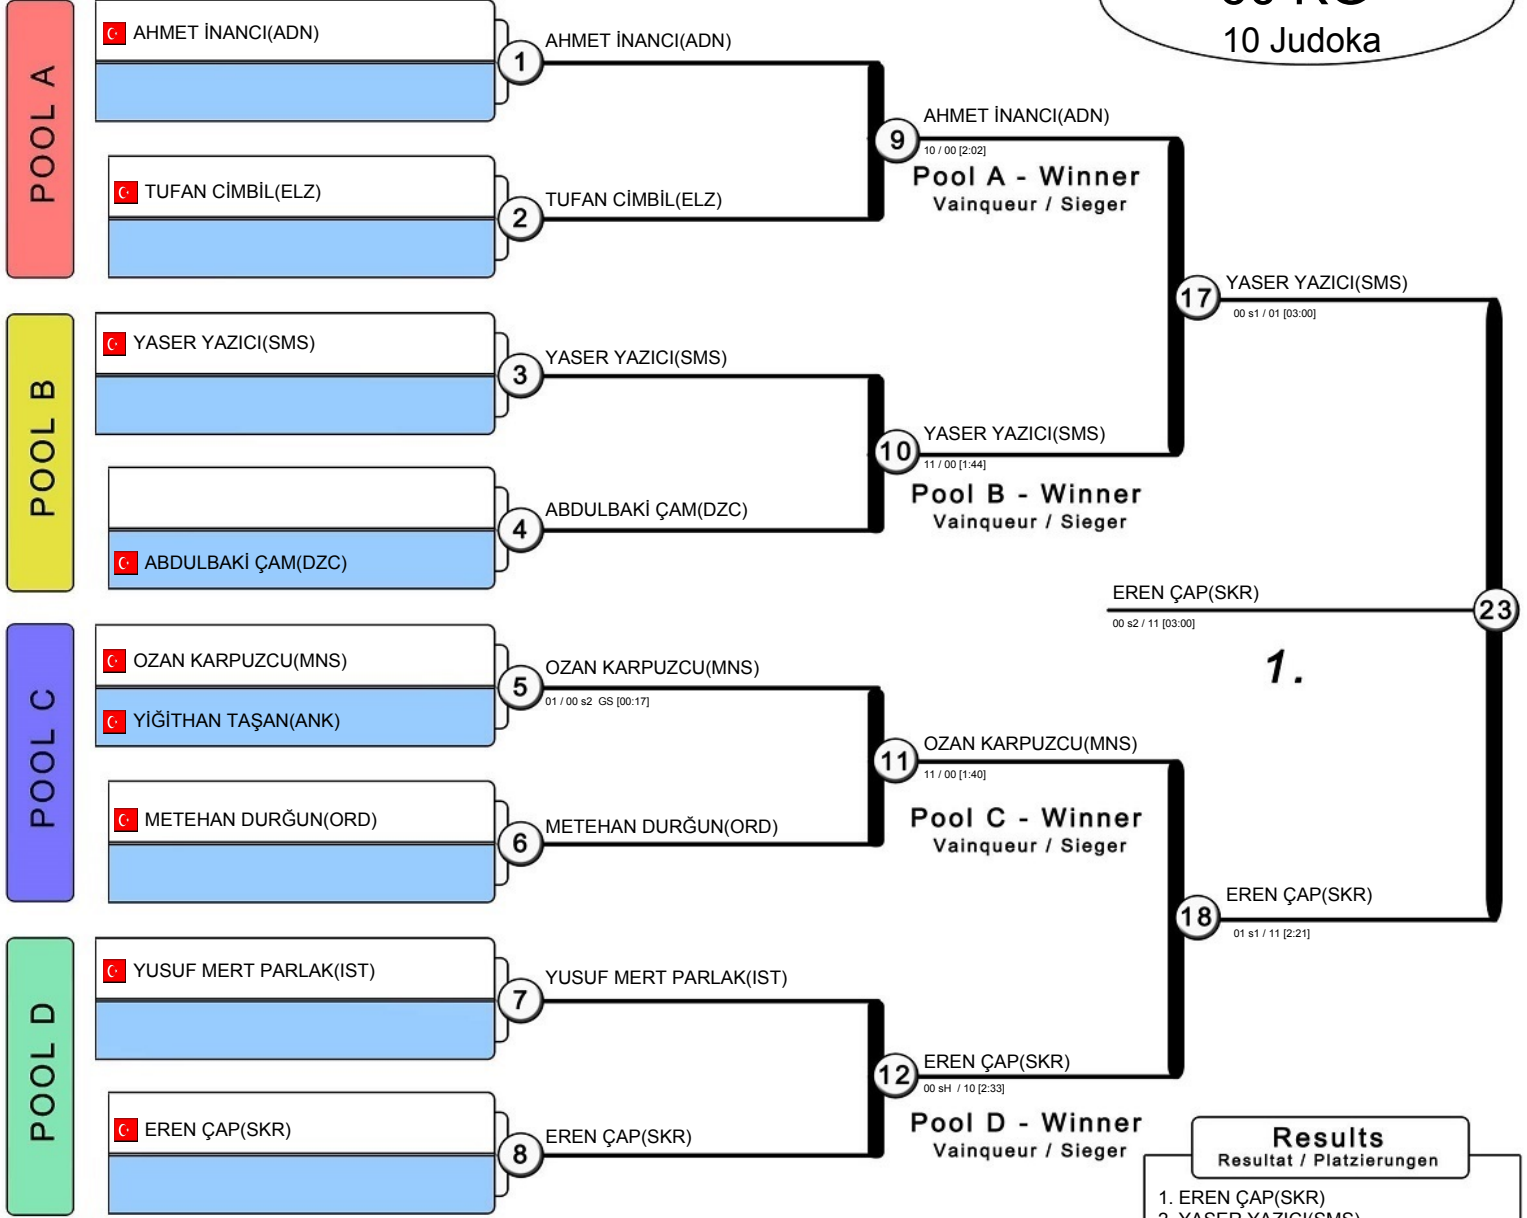 10 Judoka
POOL A
AHMET İNANCI(ADN)
1
AHMET İNANCI(ADN)
TUFAN CİMBİL(ELZ)
2
TUFAN CİMBİL(ELZ)
9
AHMET İNANCI(ADN)
10 / 00 [2:02]
Pool A - Winner
Vainqueur / Sieger
POOL B
YASER YAZICI(SMS)
3
YASER YAZICI(SMS)
4
ABDULBAKİ ÇAM(DZC)
ABDULBAKİ ÇAM(DZC)
10
YASER YAZICI(SMS)
11 / 00 [1:44]
Pool B - Winner
Vainqueur / Sieger
17
YASER YAZICI(SMS)
00 s1 / 01 [03:00]
POOL C
OZAN KARPUZCU(MNS)
YİĞİTHAN TAŞAN(ANK)
5
OZAN KARPUZCU(MNS)
01 / 00 s2 GS [00:17]
METEHAN DURĞUN(ORD)
6
METEHAN DURĞUN(ORD)
11
OZAN KARPUZCU(MNS)
11 / 00 [1:40]
Pool C - Winner
Vainqueur / Sieger
POOL D
YUSUF MERT PARLAK(IST)
7
YUSUF MERT PARLAK(IST)
EREN ÇAP(SKR)
8
EREN ÇAP(SKR)
12
EREN ÇAP(SKR)
00 sH / 10 [2:33]
Pool D - Winner
Vainqueur / Sieger
18
EREN ÇAP(SKR)
01 s1 / 11 [2:21]
EREN ÇAP(SKR)
23
00 s2 / 11 [03:00]
1.
Results
Resultat / Platzierungen
1. EREN ÇAP(SKR)
2. YASER YAZICI(SMS)